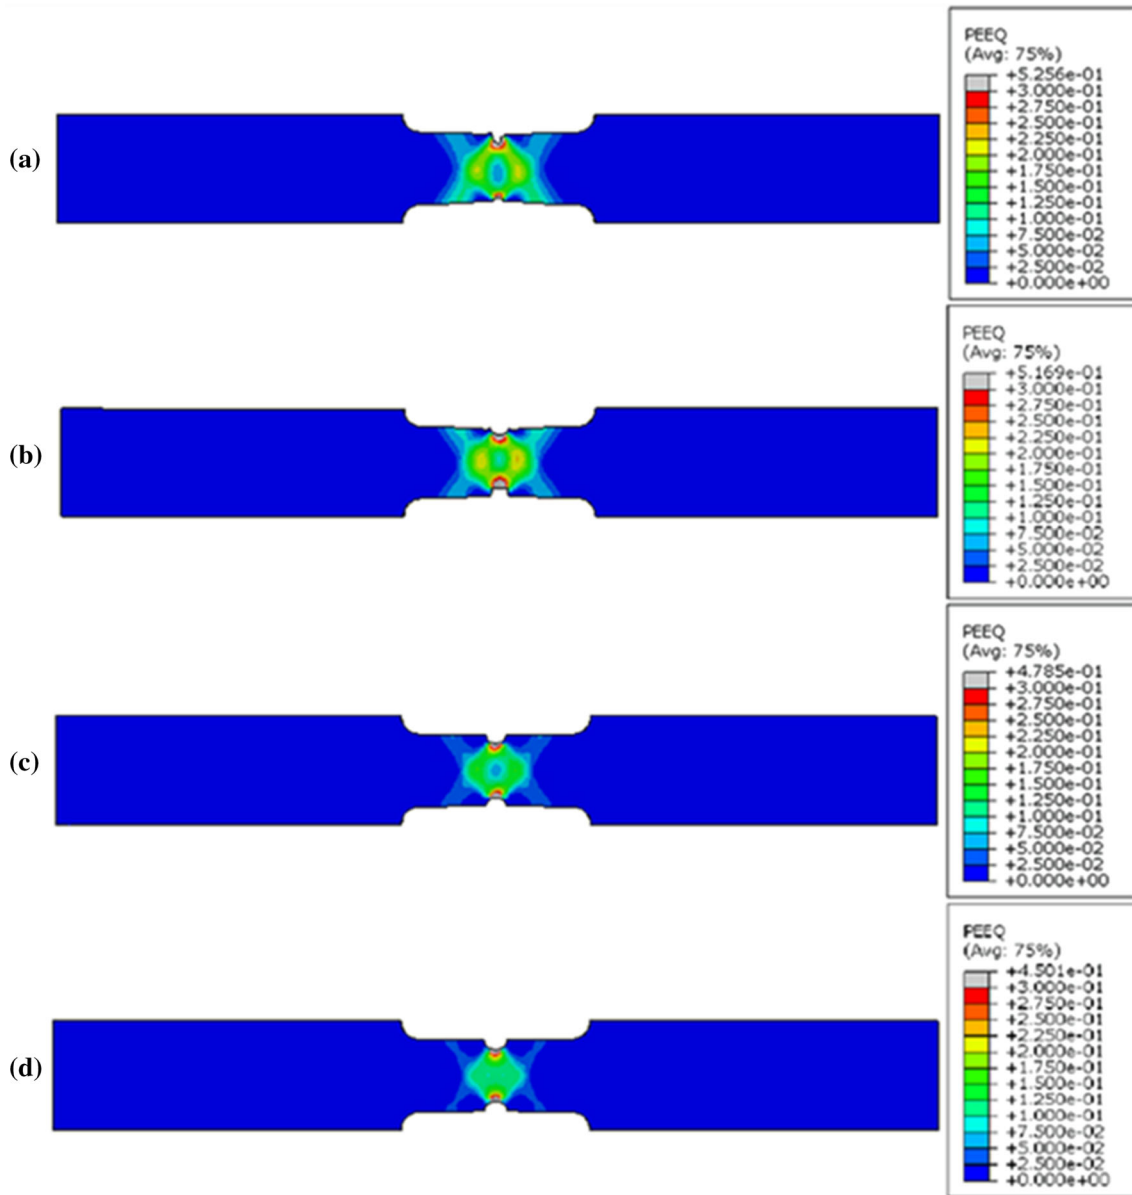 (a)
PEEQ
(Avg: 75%)
+5.256e-01
+3.000e-01
+2.750e-01
+2.500e-01
+2.250e-01
+2.000e-01
+1.750e-01
+1.500e-01
+1.250e-01
+1.000e-01
+7.500e-02
+5.000e-02
+2.500e-02
+0.000e+00
(b)
PEEQ
(Avg: 75%)
+5.169e-01
+3.000e-01
+2.750e-01
+2.500e-01
+2.250e-01
+2.000e-01
+1.750e-01
+1.500e-01
+1.250e-01
+1.000e-01
+7.500e-02
+5.000e-02
+2.500e-02
+0.000e+00
(c)
PEEQ
(Avg: 75%)
+4.785e-01
+3.000e-01
+2.750e-01
+2.500e-01
+2.250e-01
+2.000e-01
+1.750e-01
+1.500e-01
+1.250e-01
+1.000e-01
+7.500e-02
+5.000e-02
+2.500e-02
+0.000e+00
(d)
PEEQ
(Avg: 75%)
+4.501e-01
+3.000e-01
+2.750e-01
+2.500e-01
+2.250e-01
+2.000e-01
+1.750e-01
+1.500e-01
+1.250e-01
+1.000e-01
+7.500e-02
+5.000e-02
+2.500e-02
+0.000e+00